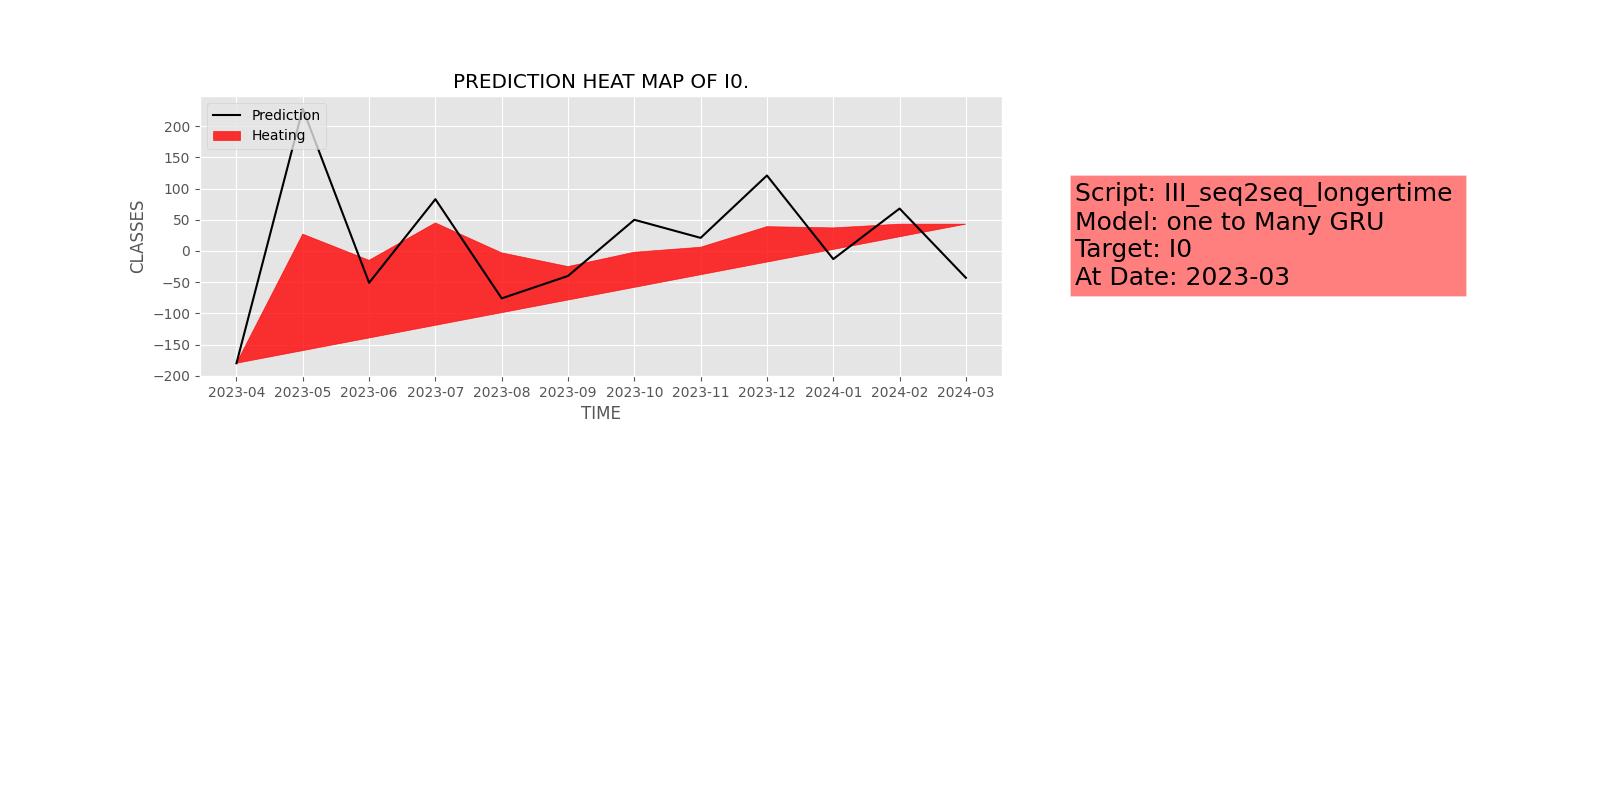 PREDICTION HEAT MAP OF I0.
Prediction
Heating
200
150
100
50
0
−50
−100
−150
−200
CLASSES
2023-04 2023-05 2023-06 2023-07 2023-08 2023-09 2023-10 2023-11 2023-12 2024-01 2024-02 2024-03
TIME
Script: III_seq2seq_longertime
Model: one to Many GRU
Target: I0
At Date: 2023-03